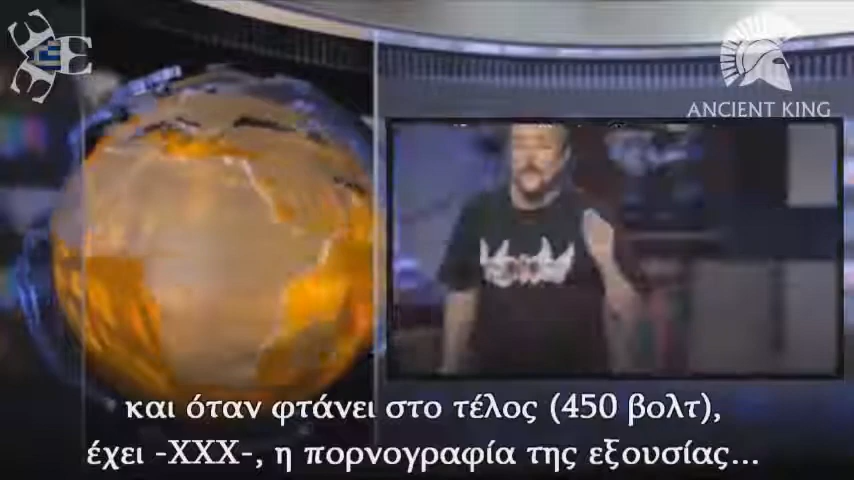 ANCIENT KING
και όταν φτάνει στο τέλος (450 βολτ),
έχει -XXX-, η πορνογραφία της εξουσίας...